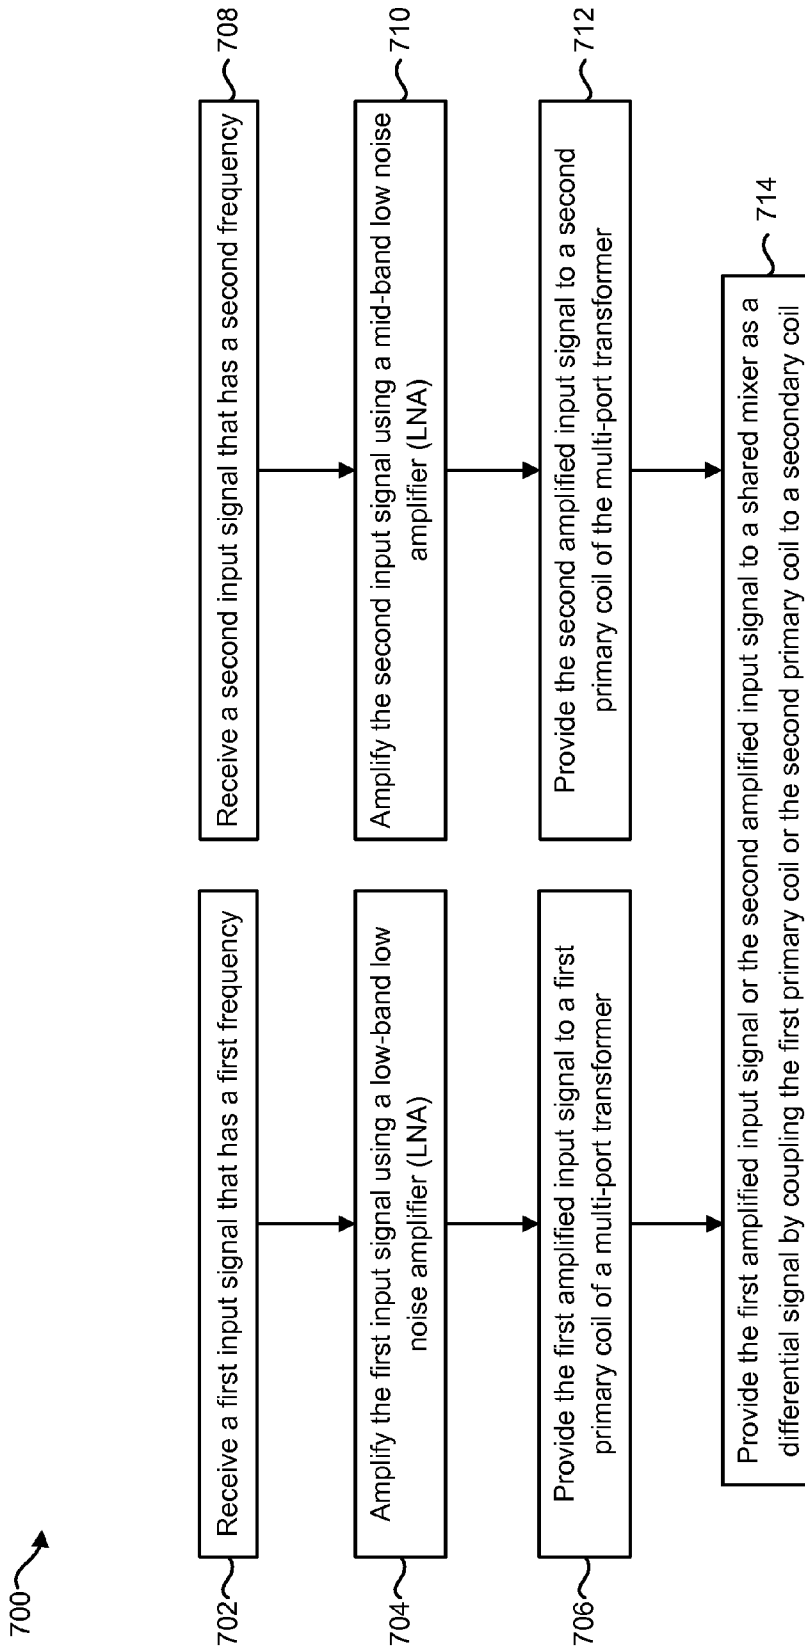 700
702
Receive a first input signal that has a first frequency
Receive a second input signal that has a second frequency
708
704
Amplify the first input signal using a low-band low
noise amplifier (LNA)
Amplify the second input signal using a mid-band low noise
amplifier (LNA)
710
706
Provide the first amplified input signal to a first
primary coil of a multi-port transformer
Provide the second amplified input signal to a second
primary coil of the multi-port transformer
712
Provide the first amplified input signal or the second amplified input signal to a shared mixer as a
differential signal by coupling the first primary coil or the second primary coil to a secondary coil
714